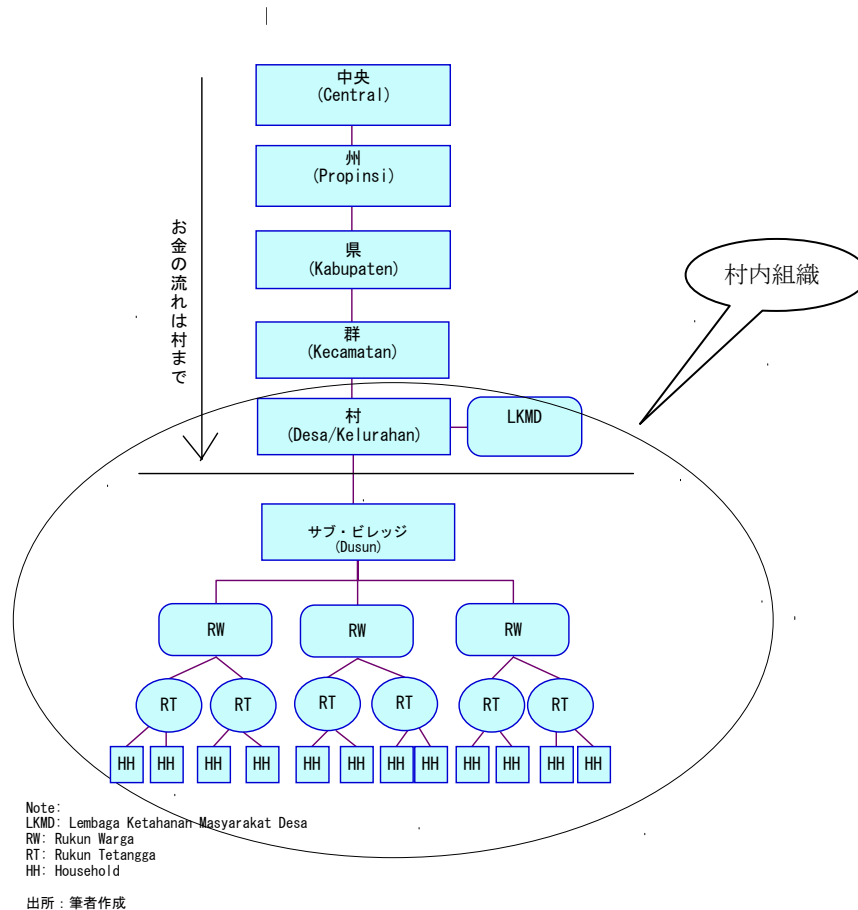 中央
(Central)
州
(Propinsi)
県
(Kabupaten)
群
(Kecamatan)
村
(Desa/Kelurahan)
LKMD
お金の流れは村まで
村内組織
サブ・ビレッジ
(Dusun)
RW
RW
RW
RT
RT
RT
RT
RT
RT
HH
HH
HH
HH
HH
HH
HH
HH
HH
HH
HH
HH
Note:
LKMD: Lembaga Ketahanan Masyarakat Desa
RW: Rukun Warga
RT: Rukun Tetangga
HH: Household
出所：筆者作成